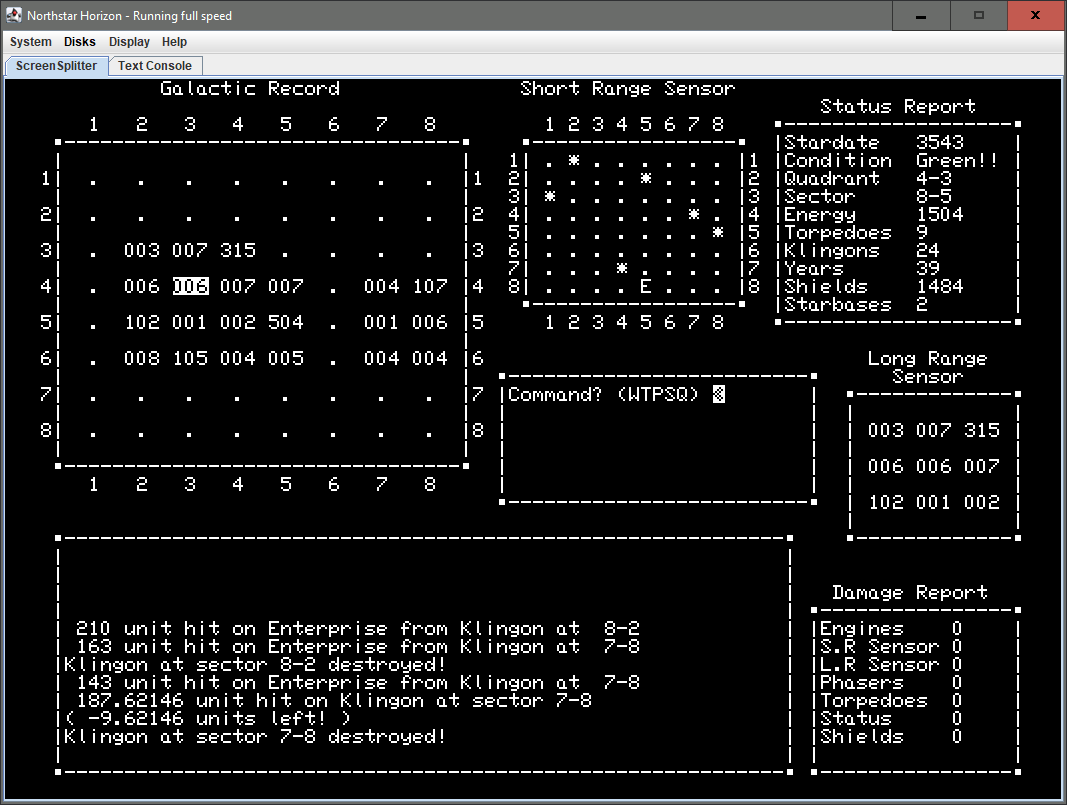 Northstar Horizon - Running full speed
System Disks Display Help
ScreenSplitter Text Console
Galactic Record
1 2 3 4 5 6 7 8
1 . . . . . . . . 1
2 . . . . . . . . 2
3 . 003 007 315 . . . . 3
4 . 006 006 007 007 . 004 107 4
5 . 102 001 002 504 . 001 006 5
6 . 008 105 004 005 . 004 004 6
7 . . . . . . . . 7
8 . . . . . . . . 8
1 2 3 4 5 6 7 8
Short Range Sensor
1 2 3 4 5 6 7 8
1 . * . . . . . . 1
2 . . . . * . . . 2
3 * . . . . . . . 3
4 . . . . . . * . 4
5 . . . . . . . * 5
6 . . . . . . . . 6
7 . . . * . . . . 7
8 . . . . E . . . 8
1 2 3 4 5 6 7 8
Status Report
Stardate 3543
Condition Green!!
Quadrant 4-3
Sector 8-5
Energy 1504
Torpedoes 9
Klingons 24
Years 39
Shields 1484
Starbases 2
Command? (WTPSQ)
Long Range
Sensor
003 007 315
006 006 007
102 001 002
210 unit hit on Enterprise from Klingon at 8-2
163 unit hit on Enterprise from Klingon at 7-8
Klingon at sector 8-2 destroyed!
143 unit hit on Enterprise from Klingon at 7-8
187.62146 unit hit on Klingon at sector 7-8
( -9.62146 units left! )
Klingon at sector 7-8 destroyed!
Damage Report
Engines 0
S.R Sensor 0
L.R Sensor 0
Phasers 0
Torpedoes 0
Status 0
Shields 0